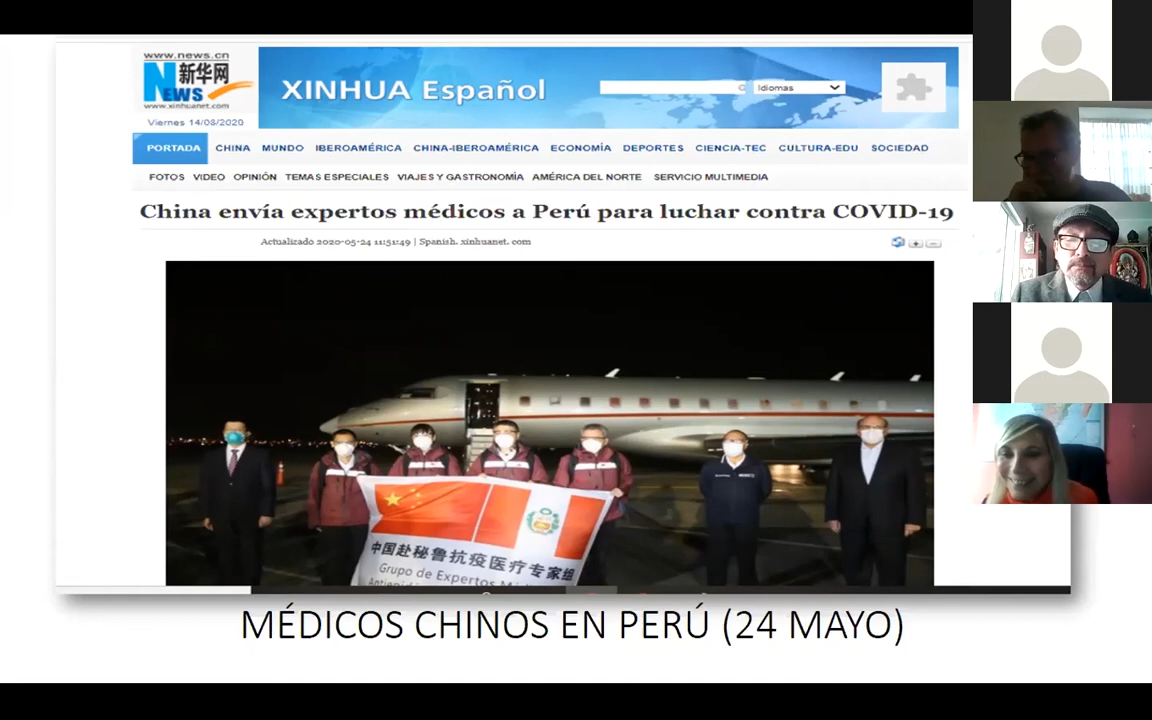 www.news.cn
新华网
NEWS
www.xinhuanet.com
Viernes 14/08/2020
XINHUA Español
Idiomas
PORTADA CHINA MUNDO IBEROAMÉRICA CHINA-IBEROAMÉRICA ECONOMÍA DEPORTES CIENCIA-TEC CULTURA-EDU SOCIEDAD
FOTOS VIDEO OPINIÓN TEMAS ESPECIALES VIAJES Y GASTRONOMÍA AMÉRICA DEL NORTE SERVICIO MULTIMEDIA
China envía expertos médicos a Perú para luchar contra COVID-19
Actualizado 2020-05-24 11:51:49 | Spanish. xinhuanet. com
中国赴秘鲁抗疫医疗专家组
Grupo de Expertos
MÉDICOS CHINOS EN PERÚ (24 MAYO)